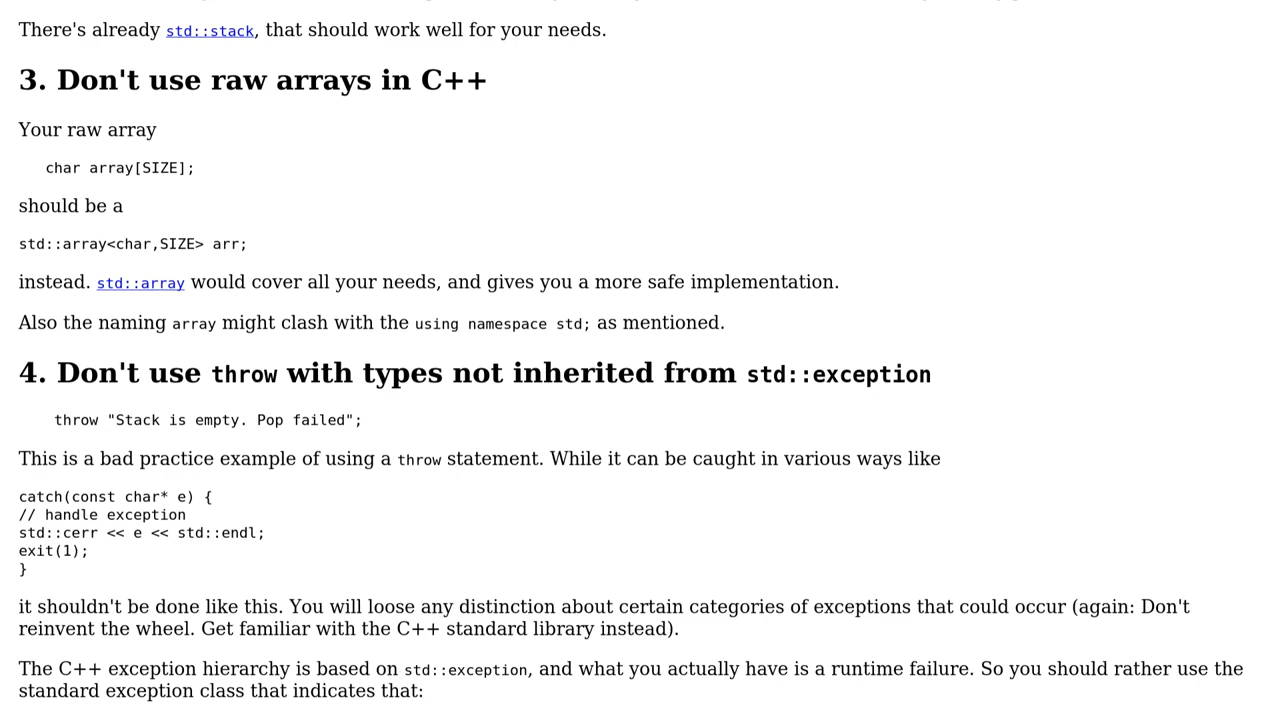 There's already std::stack, that should work well for your needs.
3. Don't use raw arrays in C++
Your raw array
char array[SIZE];
should be a
std::array<char,SIZE> arr;
instead. std::array would cover all your needs, and gives you a more safe implementation.
Also the naming array might clash with the using namespace std; as mentioned.
4. Don't use throw with types not inherited from std::exception
throw "Stack is empty. Pop failed";
This is a bad practice example of using a throw statement. While it can be caught in various ways like
catch(const char* e) {
// handle exception
std::cerr << e << std::endl;
exit(1);
}
it shouldn't be done like this. You will loose any distinction about certain categories of exceptions that could occur (again: Don't
reinvent the wheel. Get familiar with the C++ standard library instead).
The C++ exception hierarchy is based on std::exception, and what you actually have is a runtime failure. So you should rather use the
standard exception class that indicates that: